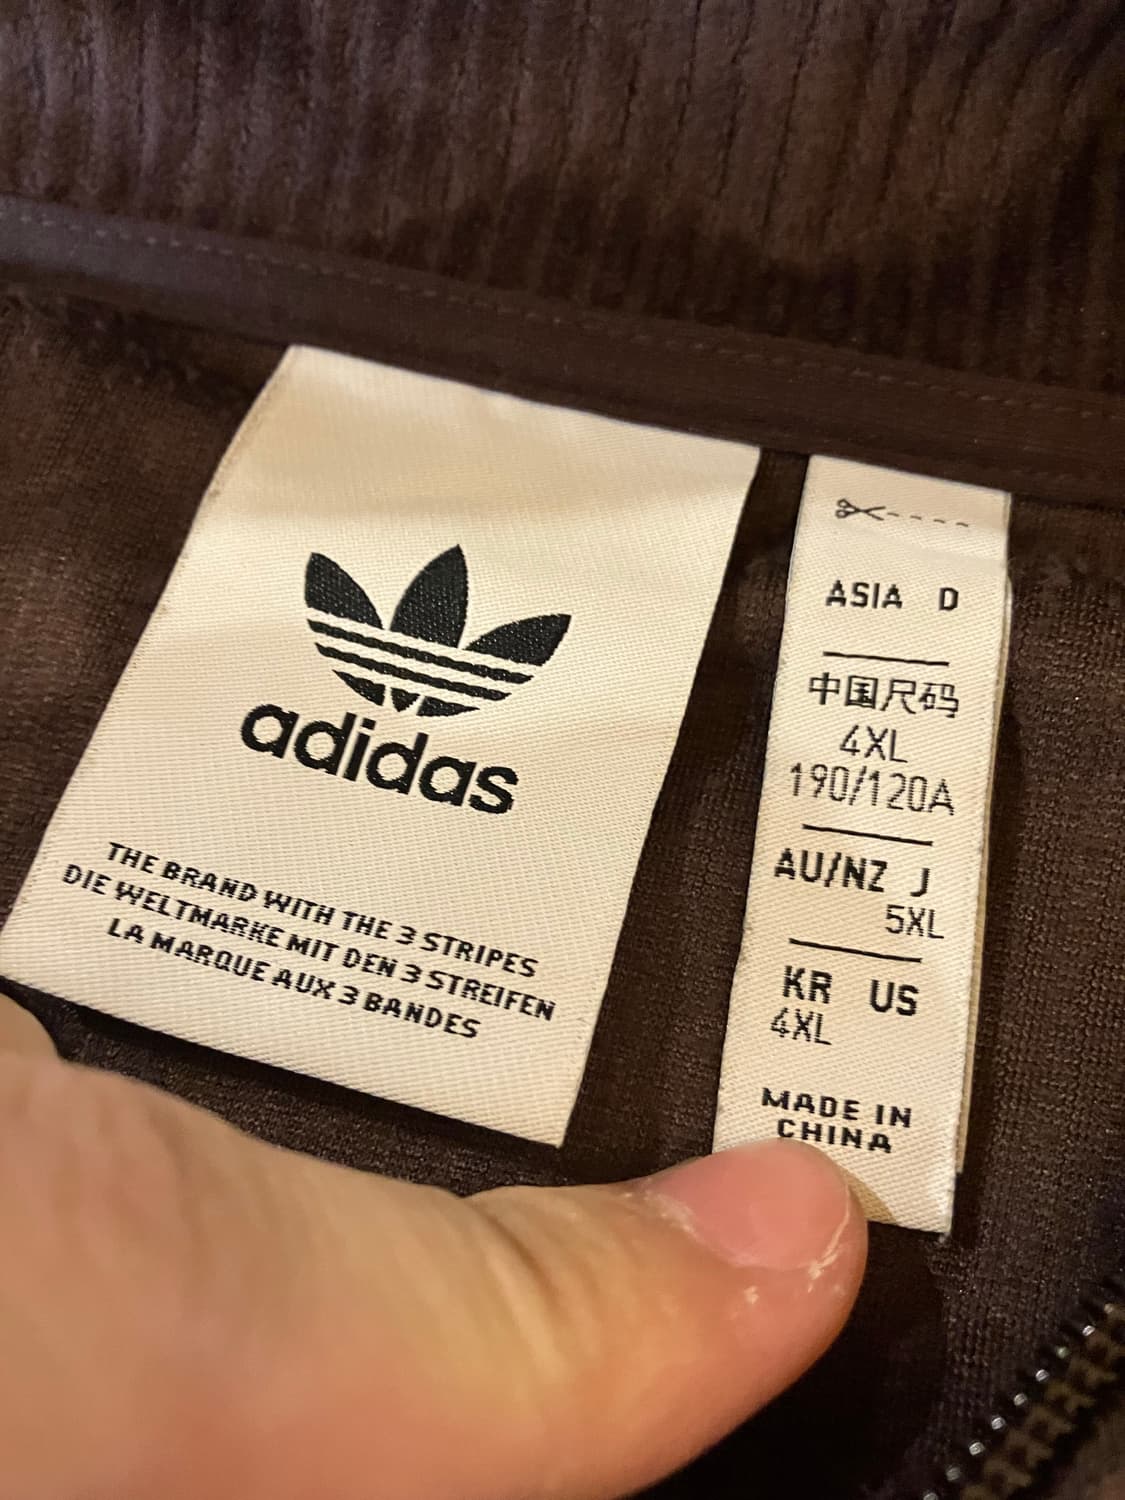 adidas
THE BRAND WITH THE 3 STRIPES
DIE WELTMARKE MIT DEN 3 STREIFEN
LA MARQUE AUX 3 BANDES
ASIA D
中国尺码
4XL
190/120A
AU/NZ J
5XL
KR US
4XL
MADE IN
CHINA